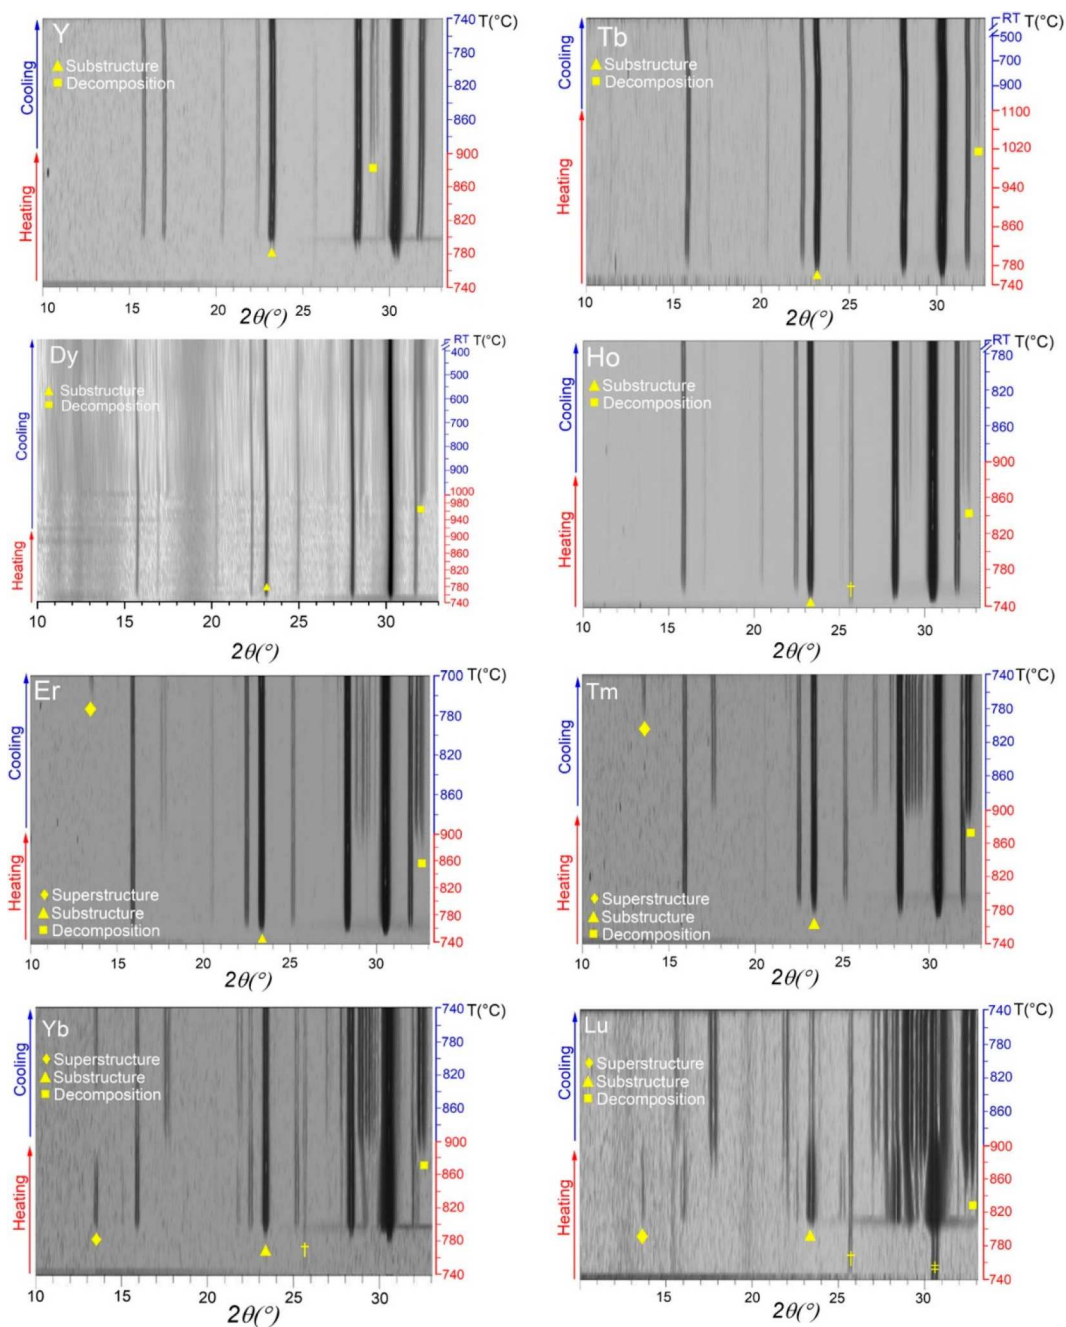 Y
740 T(°C)
Substructure
Decomposition
Cooling
Heating
780
820
860
900
860
820
780
740
10 15 20 25 30
2θ(°)
Tb
RT T(°C)
Substructure
Decomposition
Cooling
Heating
500
700
900
1100
1020
940
860
780
740
10 15 20 25 30
2θ(°)
Dy
RT T(°C)
Substructure
Decomposition
Cooling
Heating
400
500
600
700
800
900
1000
980
940
900
860
800
780
740
10 15 20 25 30
2θ(°)
Ho
RT T(°C)
Substructure
Decomposition
Cooling
Heating
780
820
860
900
860
820
780
740
†
10 15 20 25 30
2θ(°)
Er
700 T(°C)
Cooling
Heating
780
820
860
900
860
820
780
740
Superstructure
Substructure
Decomposition
10 15 20 25 30
2θ(°)
Tm
740 T(°C)
Cooling
Heating
780
820
860
900
860
820
780
740
Superstructure
Substructure
Decomposition
10 15 20 25 30
2θ(°)
Yb
740 T(°C)
Superstructure
Substructure
Decomposition
Cooling
Heating
780
820
860
900
860
820
780
740
†
10 15 20 25 30
2θ(°)
Lu
740 T(°C)
Superstructure
Substructure
Decomposition
Cooling
Heating
780
820
860
900
860
820
780
740
†
‡
10 15 20 25 30
2θ(°)